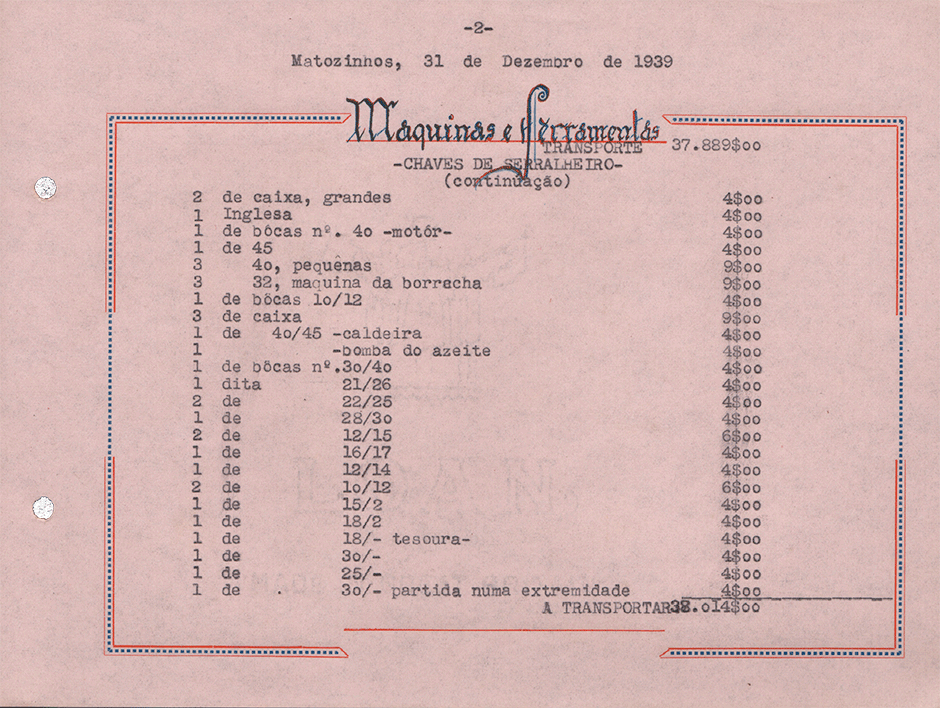 -2-
Matozinhos, 31 de Dezembro de 1939
Maquinas e Ferramentas
TRANSPORTE 37.889$oo
-CHAVES DE SERRALHEIRO-
(continuação)
2 de caixa, grandes 4$oo
1 Inglesa 4$oo
1 de bôcas nº. 4o -motór- 4$oo
1 de 45 4$oo
3 4o, pequênas 9$oo
3 32, maquina da borracha 9$oo
1 de bôcas 1o/12 4$oo
3 de caixa 9$oo
1 de 4o/45 -caldeira 4$oo
1 -bomba do azeite 4$oo
1 de bôcas nº.3o/4o 4$oo
1 dita 21/26 4$oo
2 de 22/25 4$oo
1 de 28/3o 4$oo
2 de 12/15 6$oo
1 de 16/17 4$oo
1 de 12/14 4$oo
2 de 1o/12 6$oo
1 de 15/2 4$oo
1 de 18/2 4$oo
1 de 18/- tesoura- 4$oo
1 de 3o/- 4$oo
1 de 25/- 4$oo
1 de . 3o/- partida numa extremidade 4$oo
A TRANSPORTAR 38.o14$oo